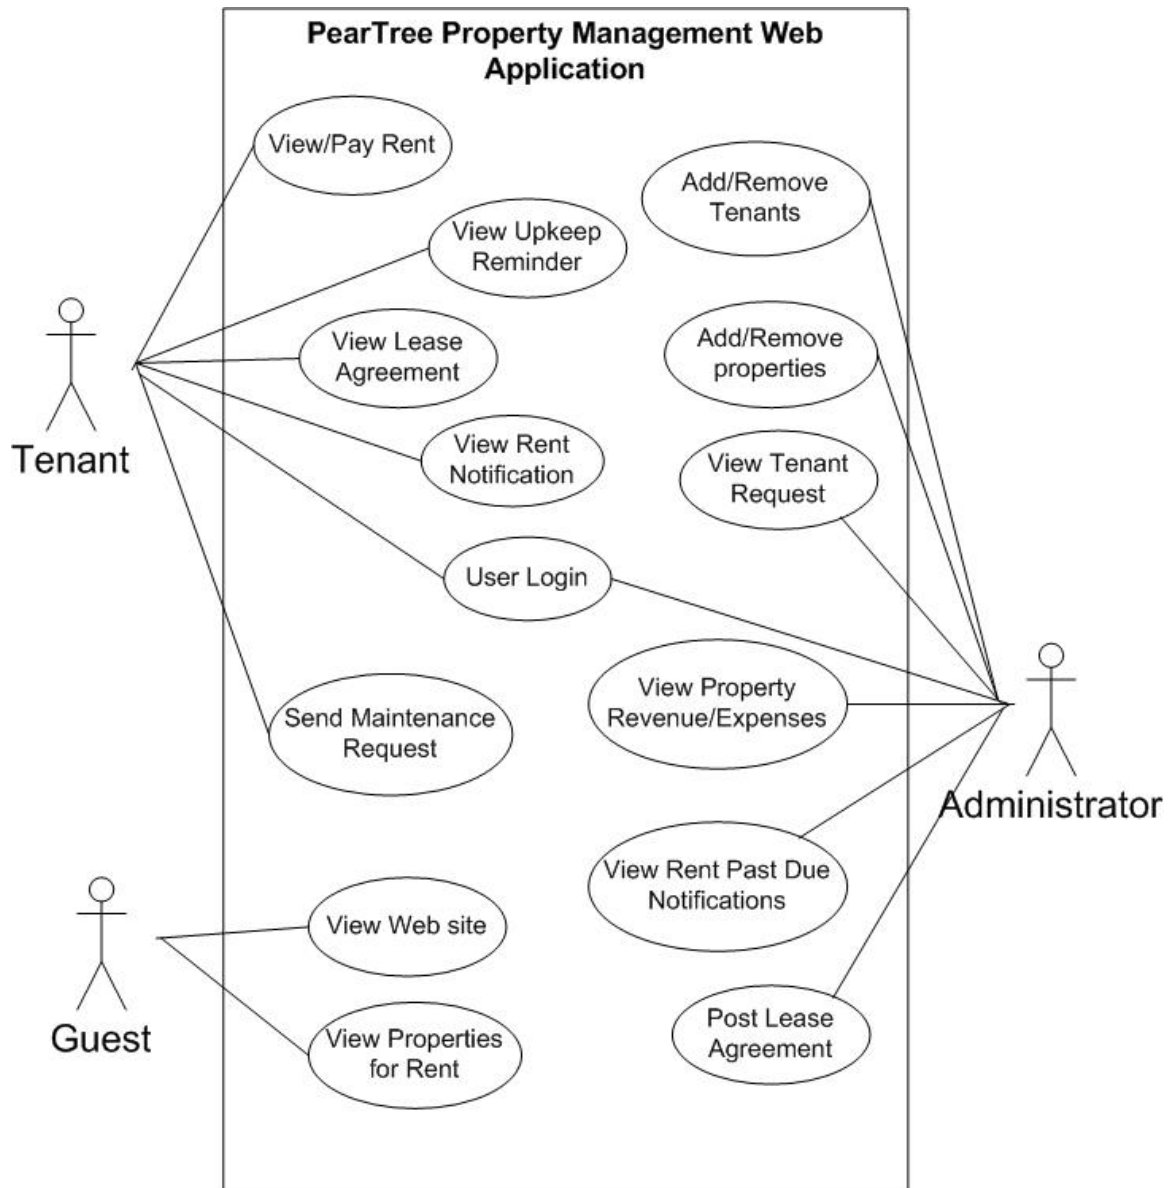 PearTree Property Management Web
Application
View/Pay Rent
Add/Remove
Tenants
View Upkeep
Reminder
View Lease
Agreement
Add/Remove
properties
Tenant
View Rent
Notification
View Tenant
Request
User Login
Send Maintenance
Request
View Property
Revenue/Expenses
Administrator
View Rent Past Due
Notifications
View Web site
Guest
View Properties
for Rent
Post Lease
Agreement